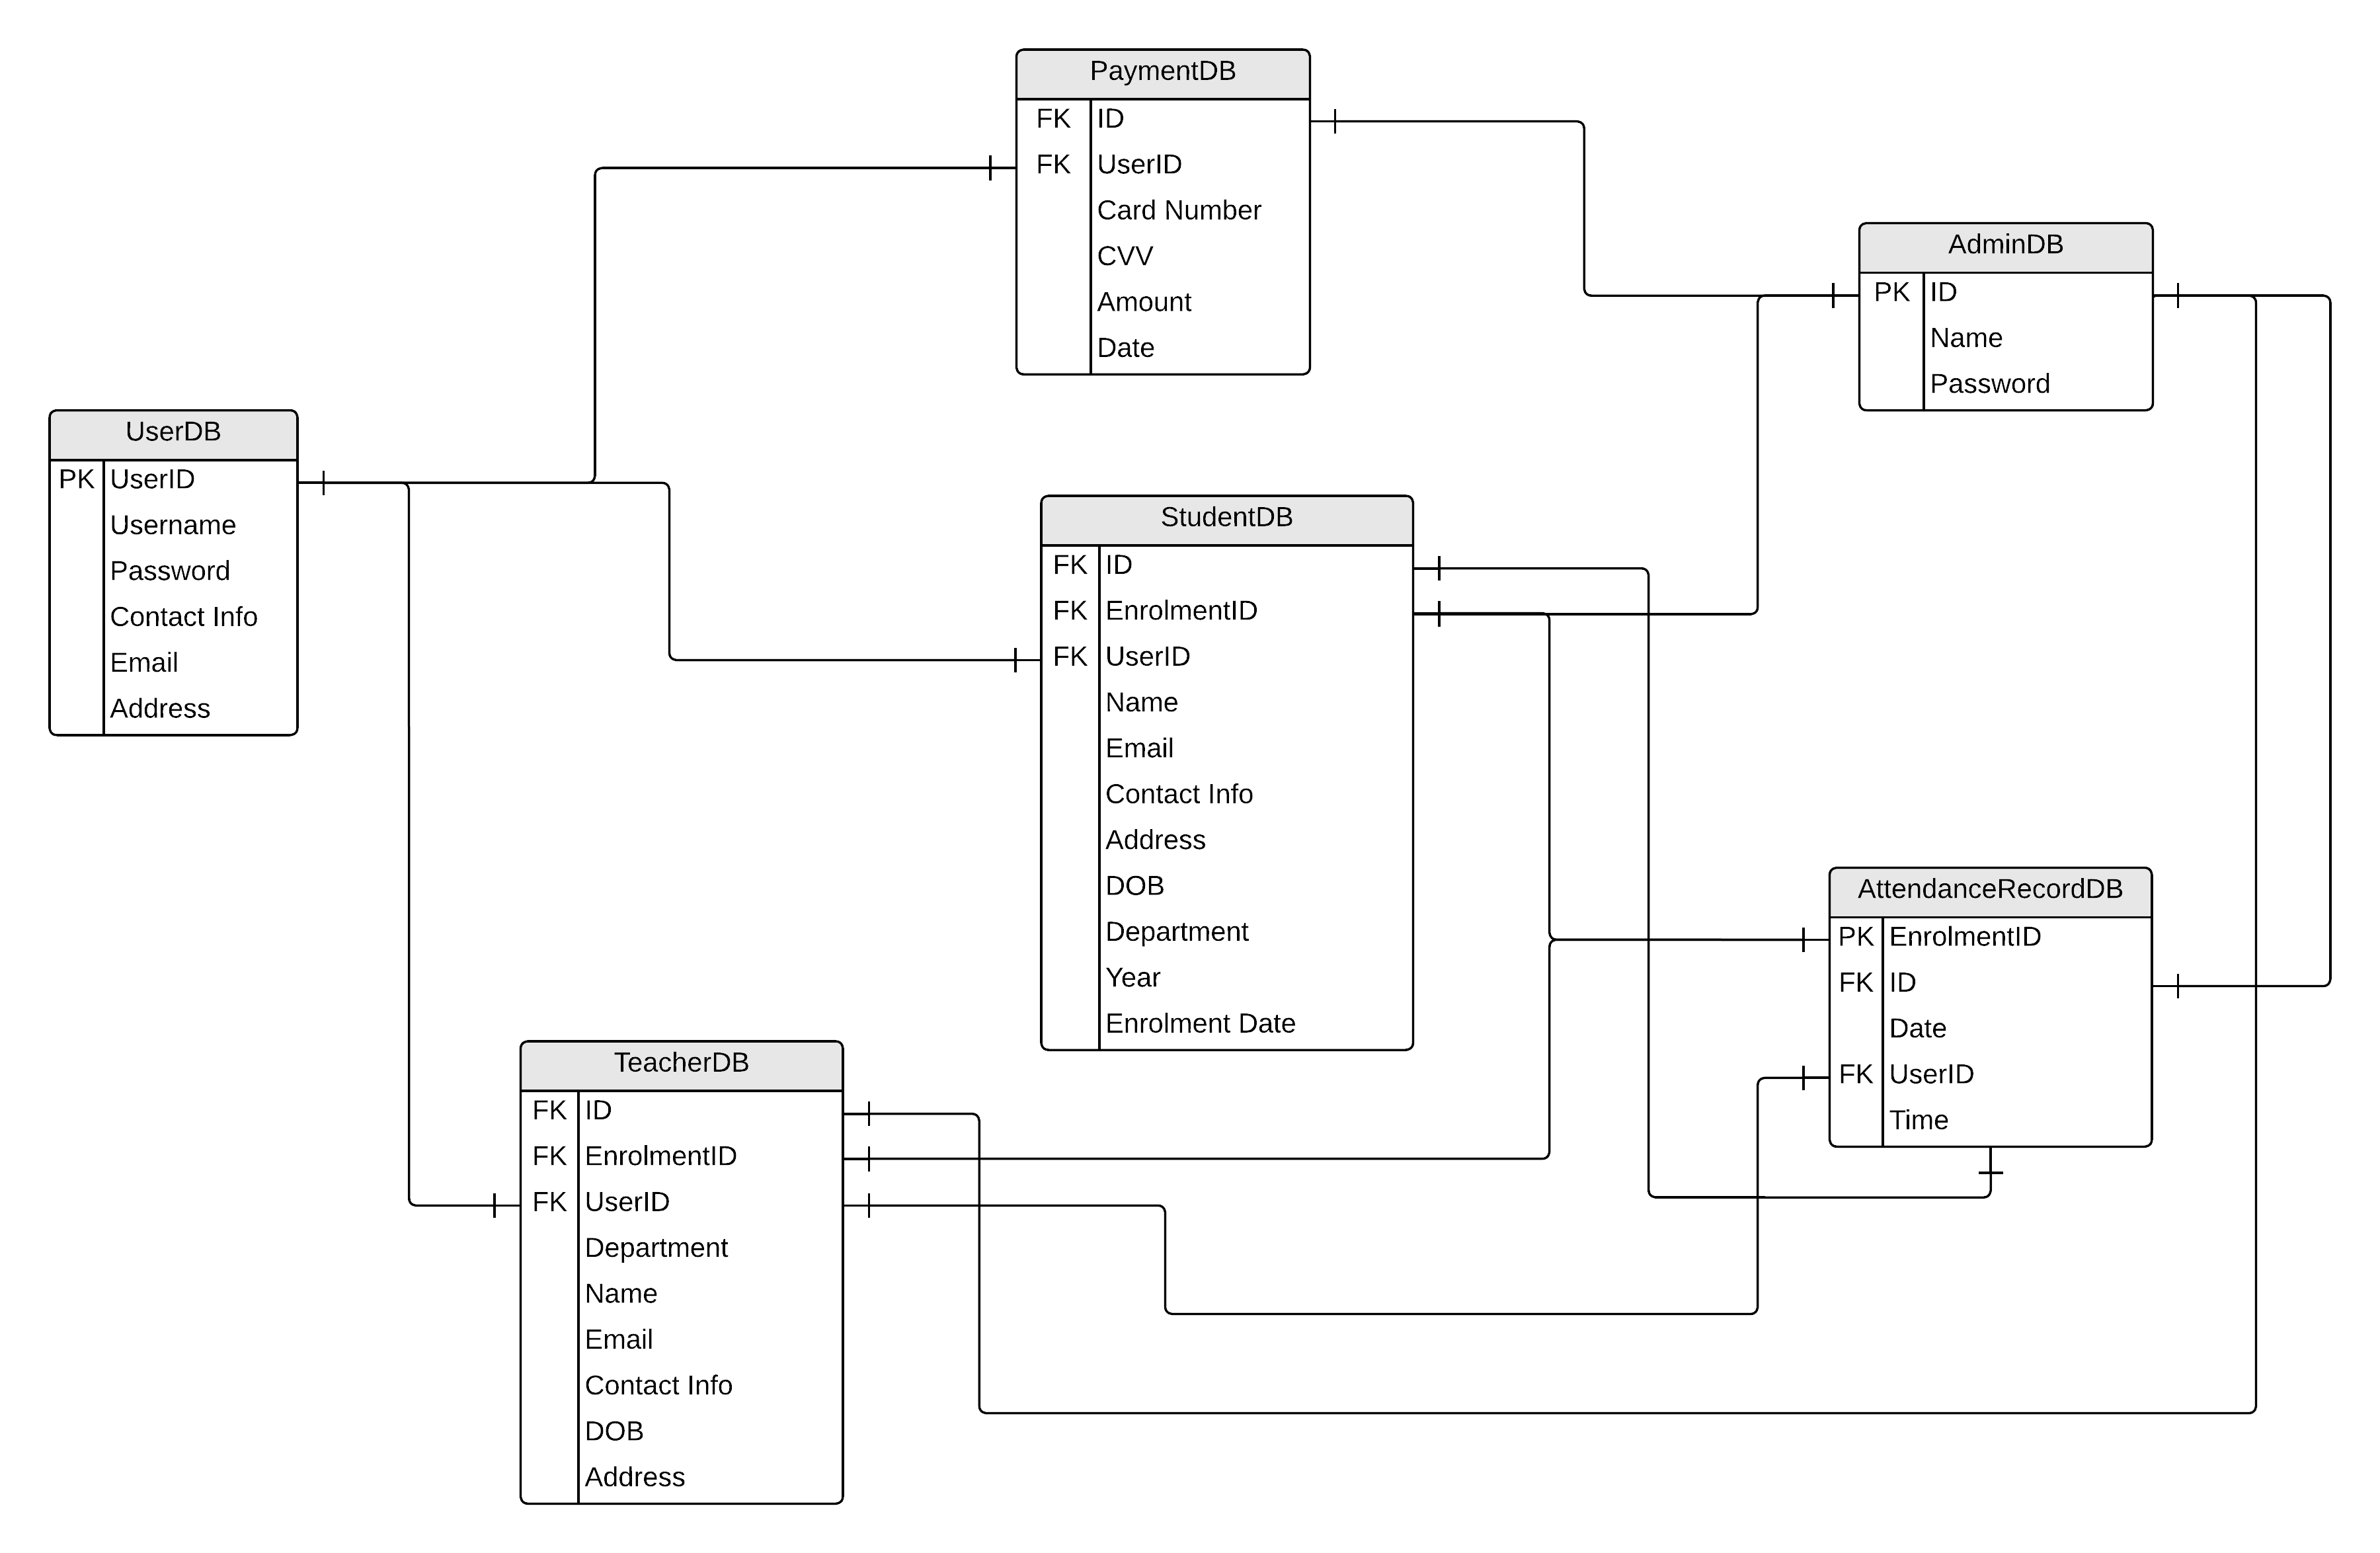 PaymentDB
FK ID
FK UserID
Card Number
CVV
Amount
Date
AdminDB
PK ID
Name
Password
UserDB
PK UserID
Username
Password
Contact Info
Email
Address
StudentDB
FK ID
FK EnrolmentID
FK UserID
Name
Email
Contact Info
Address
DOB
Department
Year
Enrolment Date
AttendanceRecordDB
PK EnrolmentID
FK ID
Date
FK UserID
Time
TeacherDB
FK ID
FK EnrolmentID
FK UserID
Department
Name
Email
Contact Info
DOB
Address